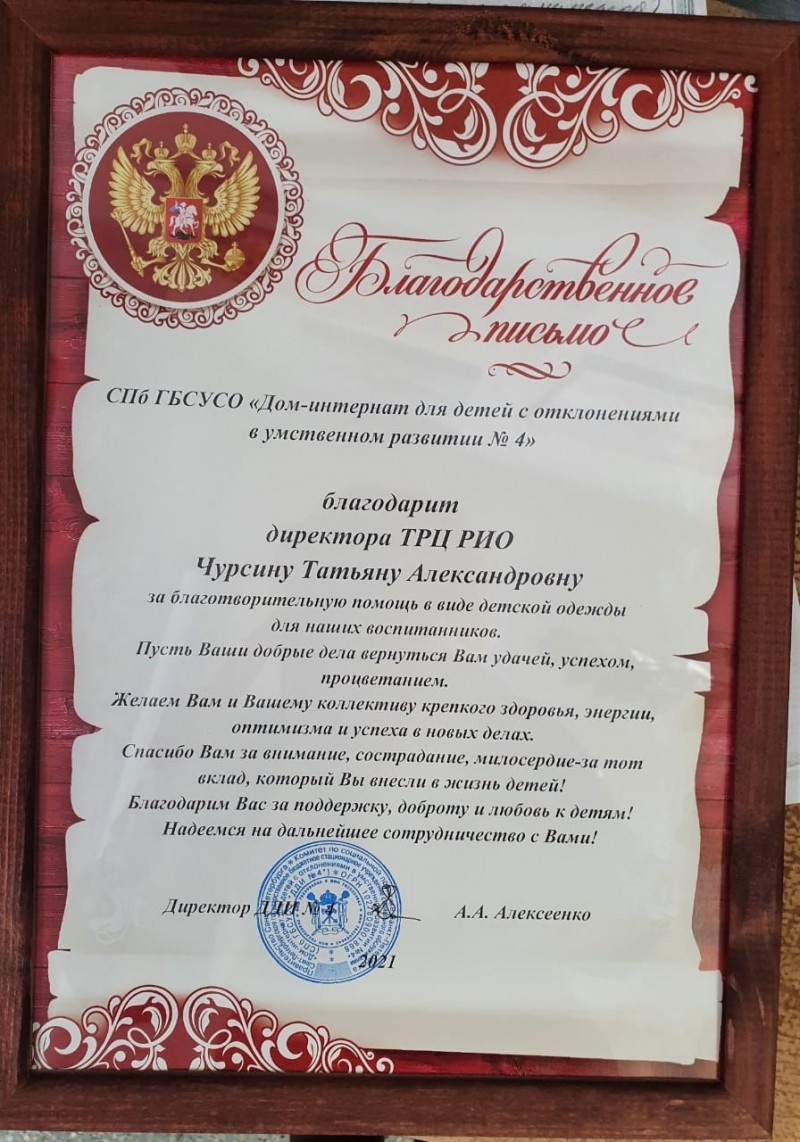 Благодарственное
письмо
СПб ГБСУСО «Дом-интернат для детей с отклонениями
в умственном развитии № 4»
благодарит
директора ТРЦ РИО
Чурсину Татьяну Александровну
за благотворительную помощь в виде детской одежды
для наших воспитанников.
Пусть Ваши добрые дела вернуться Вам удачей, успехом,
процветанием.
Желаем Вам и Вашему коллективу крепкого здоровья, энергии,
оптимизма и успеха в новых делах.
Спасибо Вам за внимание, сострадание, милосердие-за тот
вклад, который Вы внесли в жизнь детей!
Благодарим Вас за поддержку, доброту и любовь к детям!
Надеемся на дальнейшее сотрудничество с Вами!
Директор ДДИ № 4 А.А. Алексеенко
2021